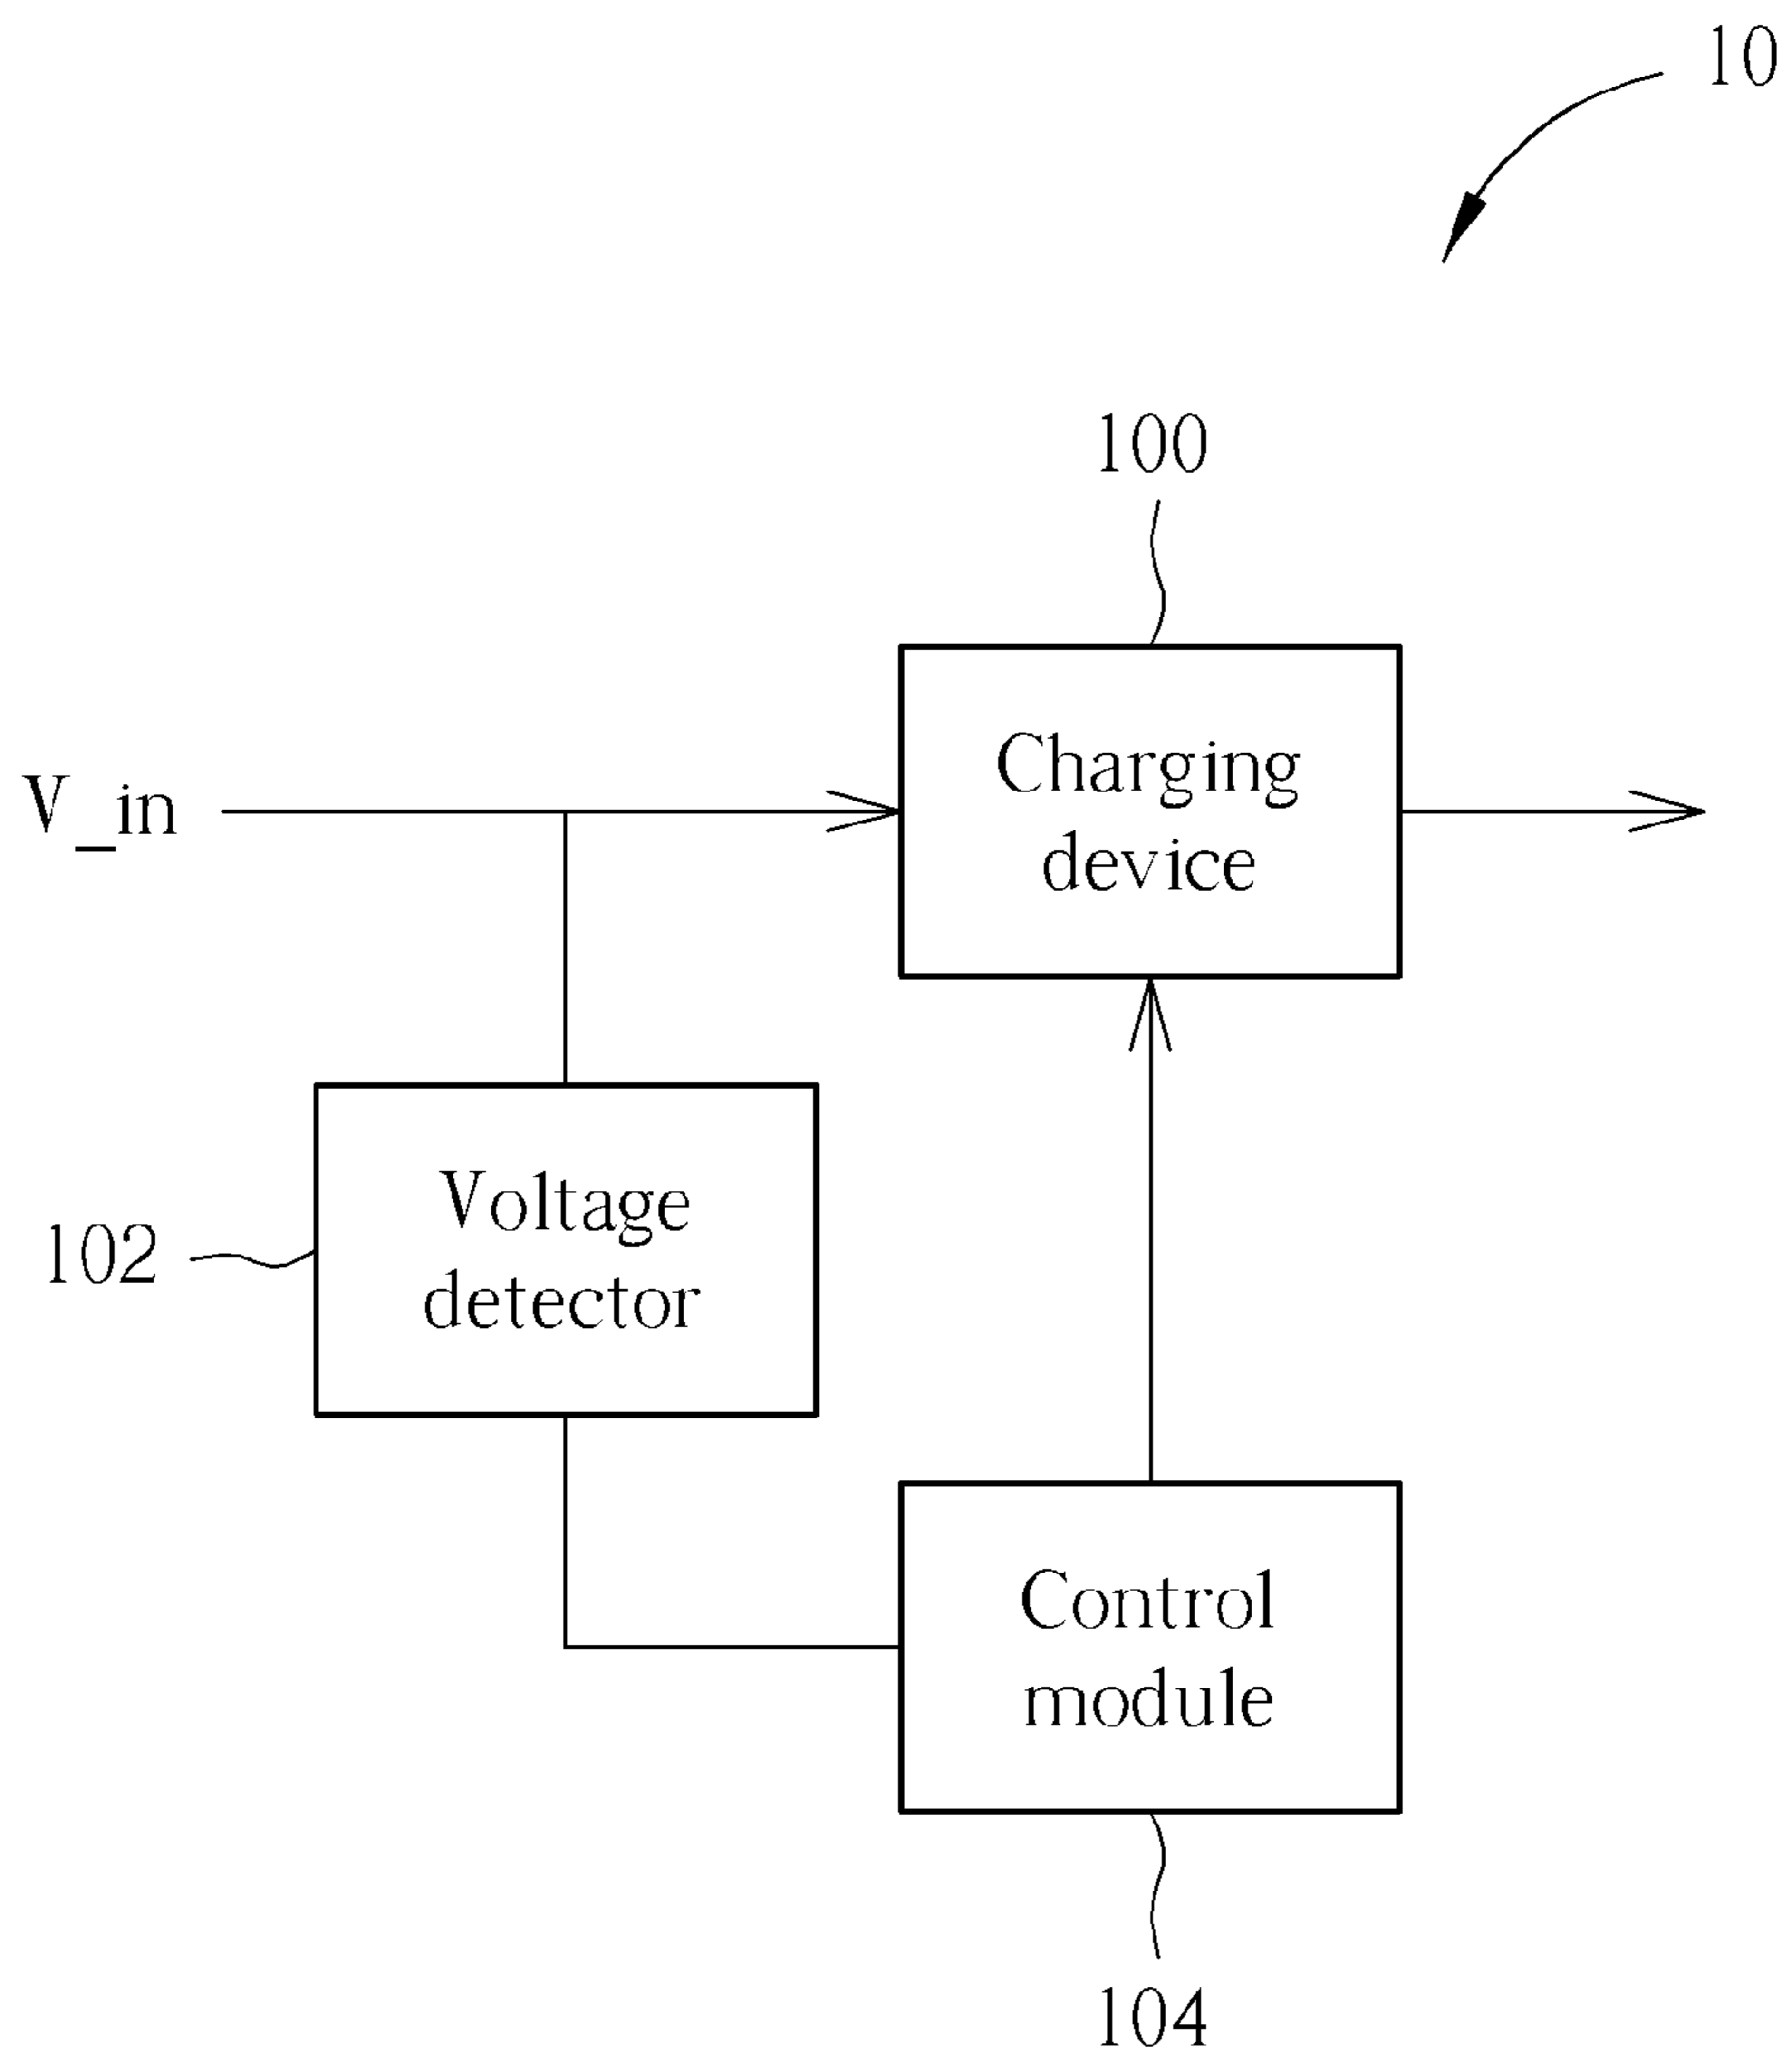 10
100
Charging
device
V_in
Voltage
detector
102
Control
module
104